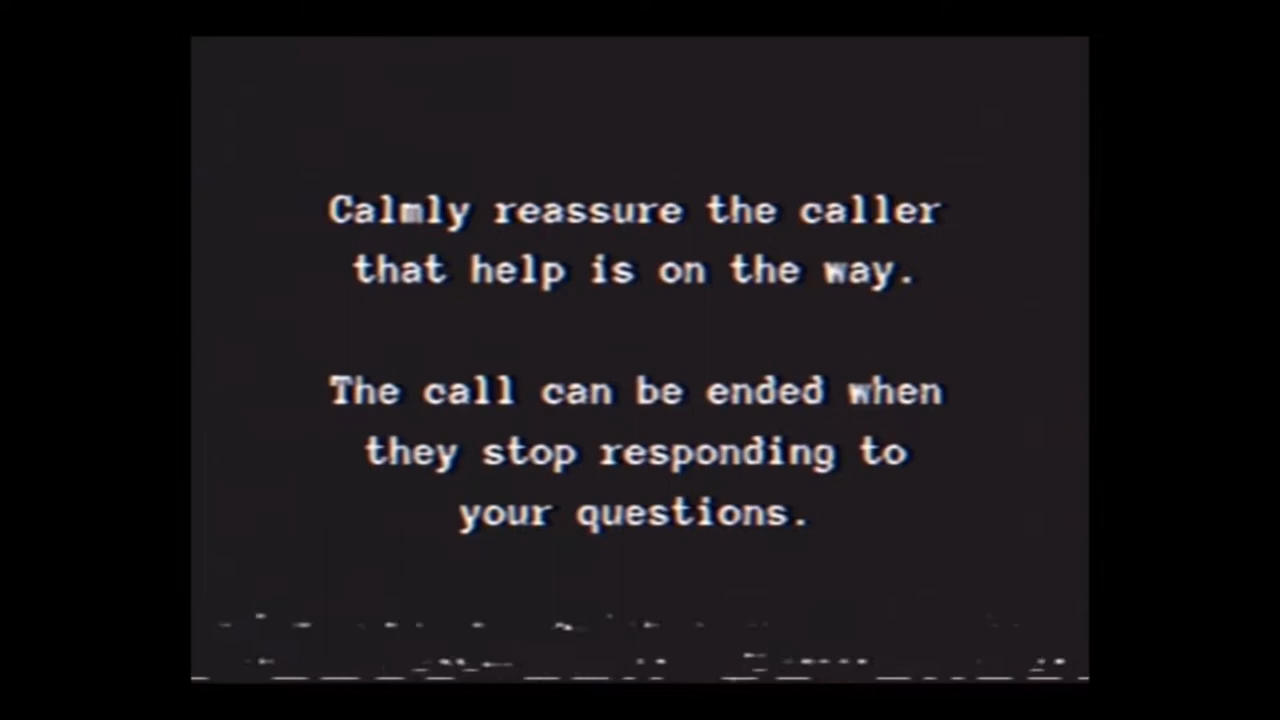 Calmly reassure the caller
that help is on the way.
The call can be ended when
they stop responding to
your questions.